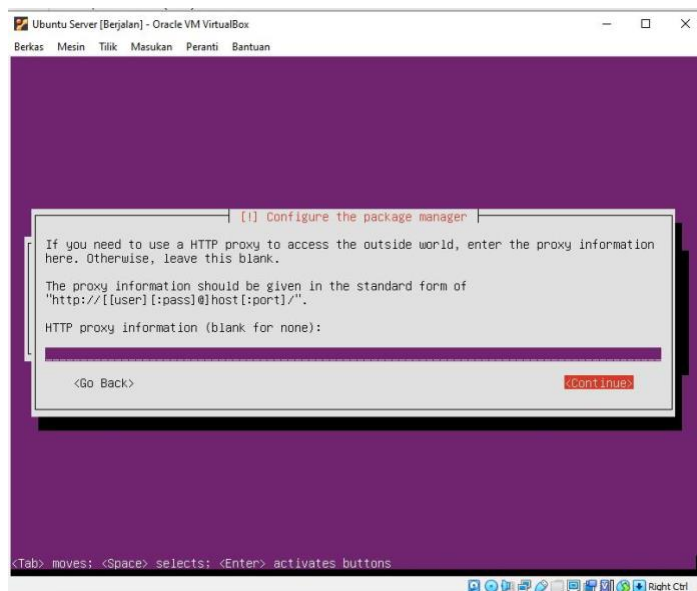 Ubuntu Server [Berjalan] - Oracle VM VirtualBox
Berkas Mesin Tilik Masukan Peranti Bantuan
[!] Configure the package manager
If you need to use a HTTP proxy to access the outside world, enter the proxy information
here. Otherwise, leave this blank.
The proxy information should be given in the standard form of
"http://[[user][:pass]@]host[:port]/".
HTTP proxy information (blank for none):
<Go Back> <Continue>
<Tab> moves; <Space> selects; <Enter> activates buttons
Right Ctrl